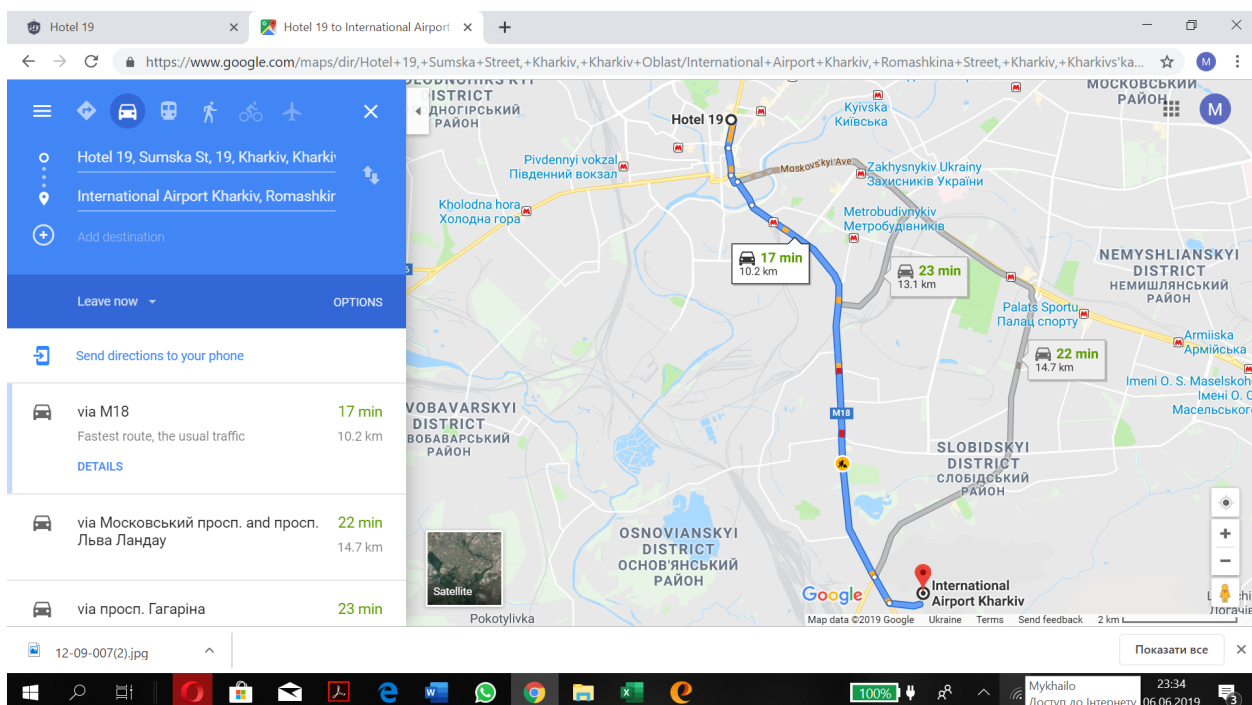 Hotel 19
Hotel 19 to International Airport
https://www.google.com/maps/dir/Hotel+19,+Sumska+Street,+Kharkiv,+Kharkiv+Oblast/International+Airport+Kharkiv,+Romashkina+Street,+Kharkiv,+Kharkivs'ka...
M
Hotel 19, Sumska St, 19, Kharkiv, Kharki
International Airport Kharkiv, Romashkir
Add destination
Leave now
OPTIONS
Send directions to your phone
via M18
17 min
Fastest route, the usual traffic
10.2 km
DETAILS
via Московський просп. and просп.
Льва Ландау
22 min
14.7 km
via просп. Гагаріна
23 min
ISTRICT
ДНОГІРСЬКИЙ
РАЙОН
Hotel 19
Kyivska
Київська
МОСКОВСЬКИЙ
РАЙОН
M
Pivdennyi vokzal
Південний вокзал
Moskovs'kyi Ave
Zakhysnykiv Ukrainy
Захисників України
Kholodna hora
Холодна гора
Metrobudivnykiv
Метробудівників
17 min
10.2 km
23 min
13.1 km
NEMYSHLIANSKYI
DISTRICT
НЕМИШЛЯНСЬКИЙ
РАЙОН
Palats Sportu
Палац спорту
Armiiska
Армійська
22 min
14.7 km
Imeni O. S. Maselskoh
Імені О. С
Масельськог
VOBAVARSKYI
DISTRICT
ВОБАВАРСЬКИЙ
РАЙОН
M18
SLOBIDSKYI
DISTRICT
СЛОБІДСЬКИЙ
РАЙОН
OSNOVIANSKYI
DISTRICT
ОСНОВ'ЯНСЬКИЙ
РАЙОН
Satellite
Pokotylivka
Google
International
Airport Kharkiv
Map data ©2019 Google Ukraine Terms Send feedback 2 km
12-09-007(2).jpg
Показати все
100%
Mykhailo
Доступ до Інтернету
23:34
06.06.2019
3